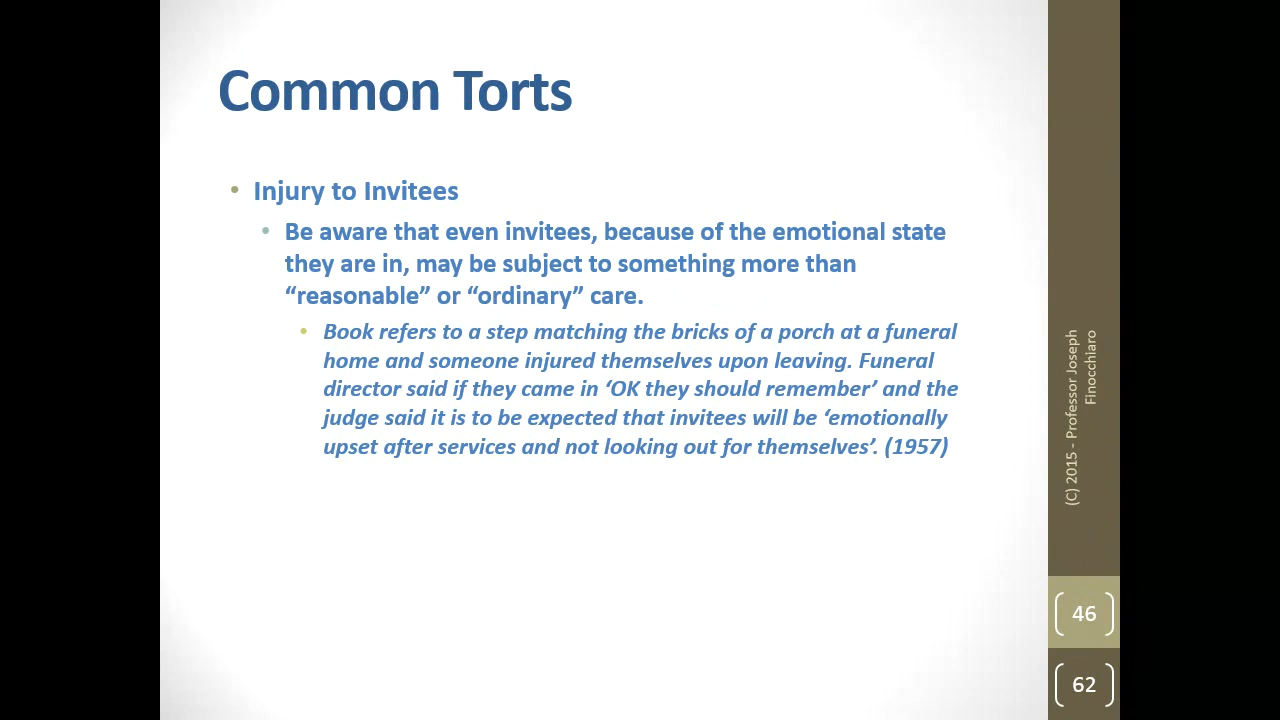 Common Torts
• Injury to Invitees
• Be aware that even invitees, because of the emotional state
they are in, may be subject to something more than
“reasonable” or “ordinary” care.
• Book refers to a step matching the bricks of a porch at a funeral
home and someone injured themselves upon leaving. Funeral
director said if they came in ‘OK they should remember’ and the
judge said it is to be expected that invitees will be ‘emotionally
upset after services and not looking out for themselves’. (1957)
(C) 2015 - Professor Joseph
Finocchiaro
46
62